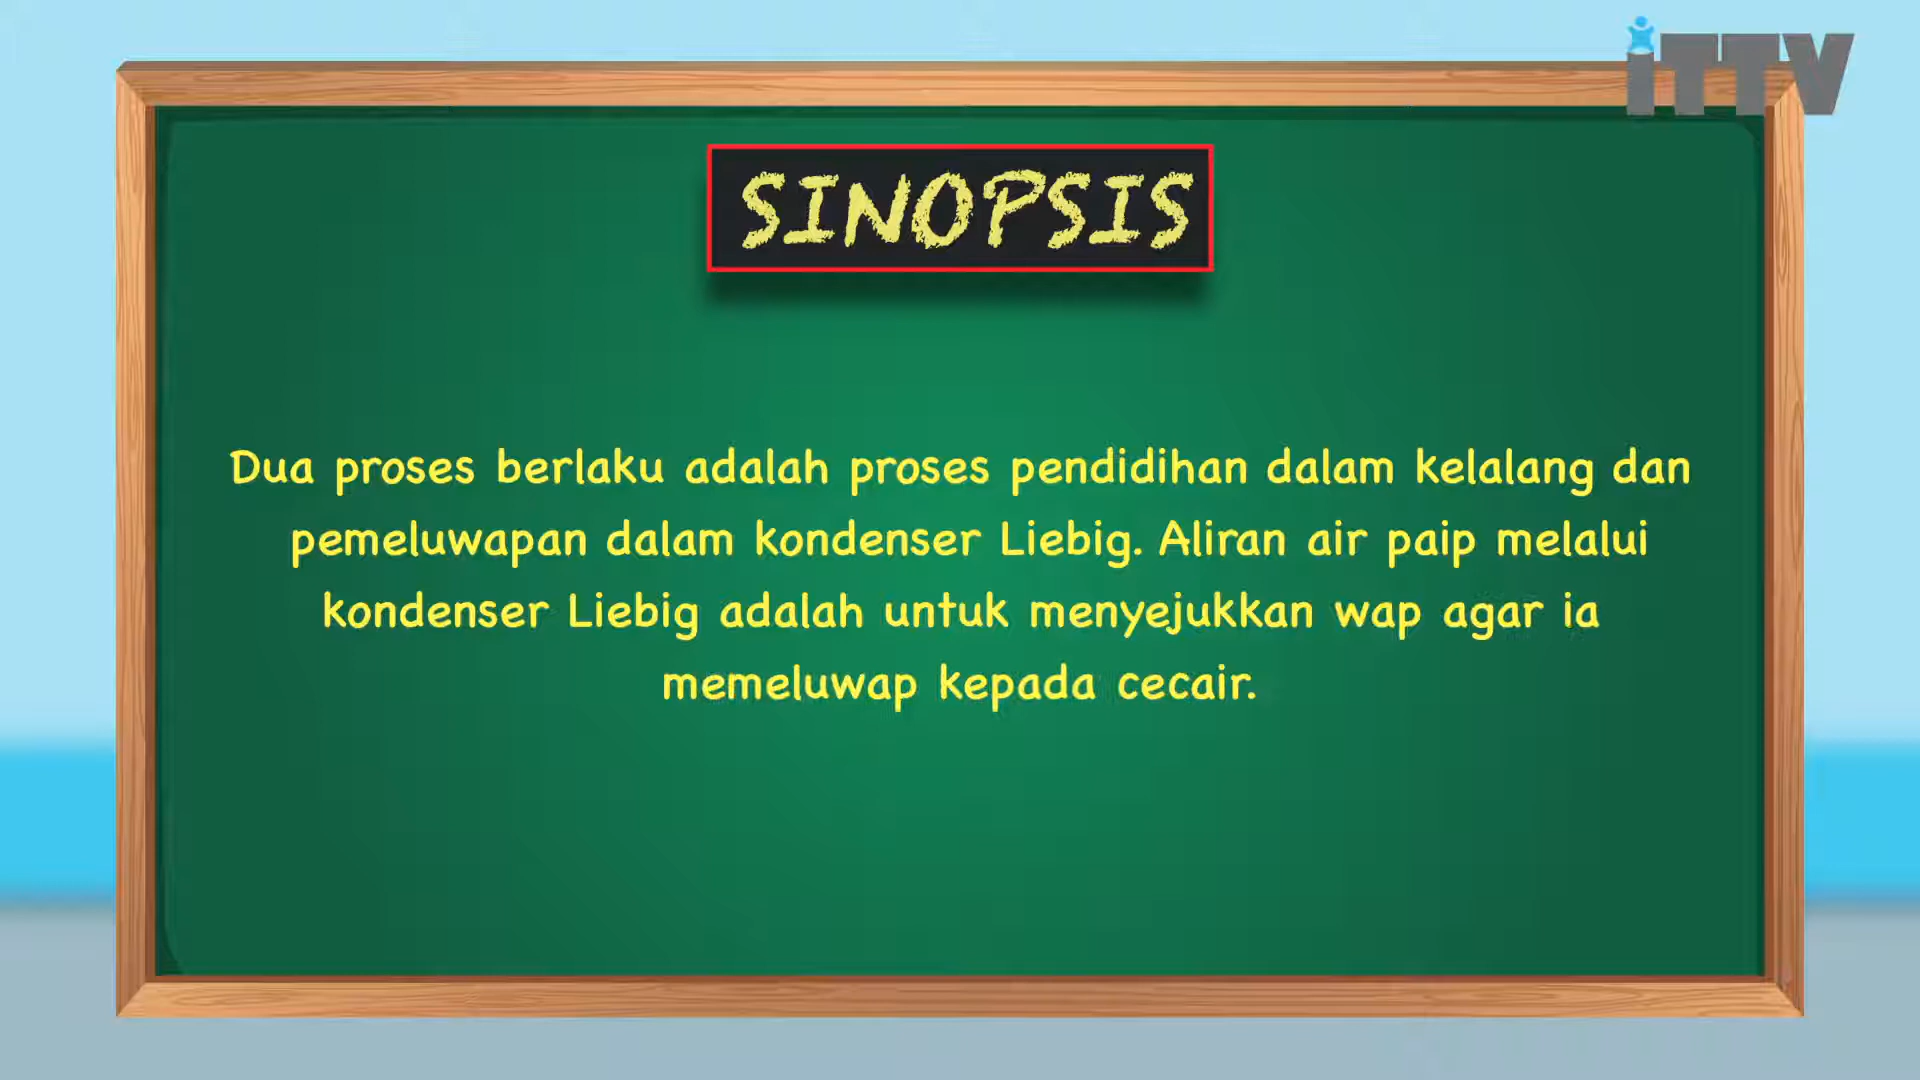 iTTV
SINOPSIS
Dua proses berlaku adalah proses pendidihan dalam kelalang dan
pemeluwapan dalam kondenser Liebig. Aliran air paip melalui
kondenser Liebig adalah untuk menyejukkan wap agar ia
memeluwap kepada cecair.